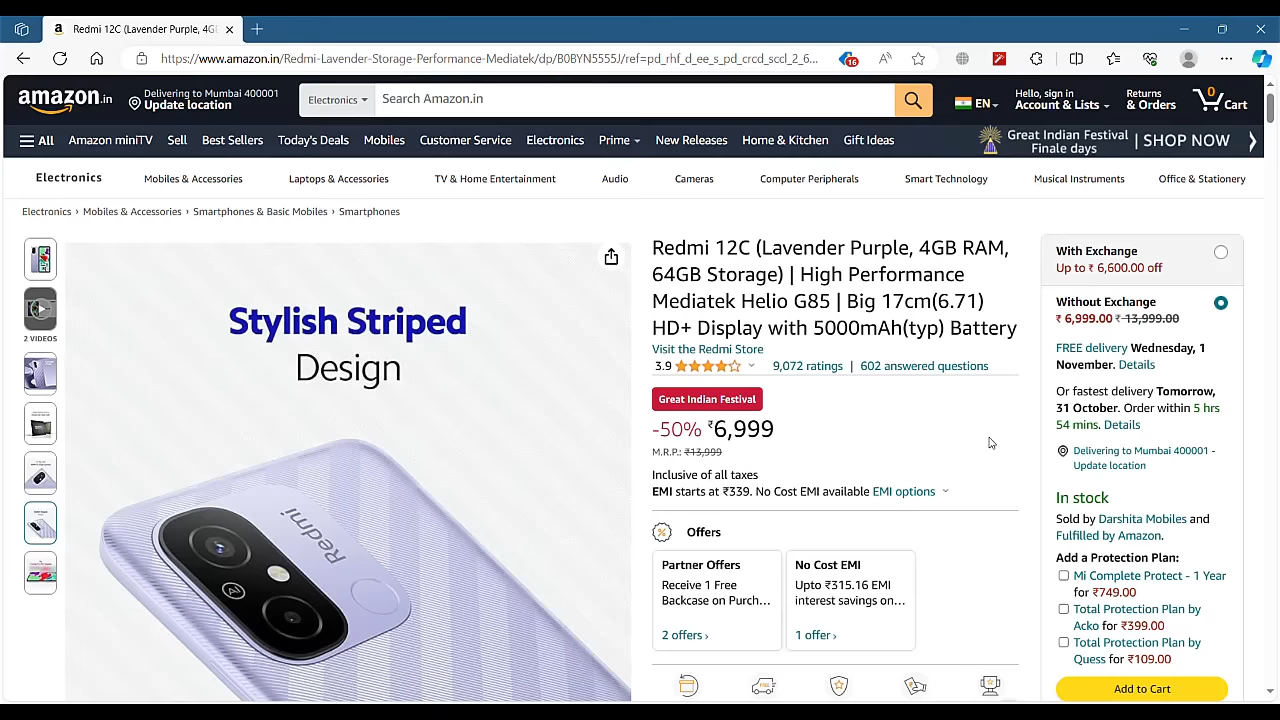 Redmi 12C (Lavender Purple, 4G
https://www.amazon.in/Redmi-Lavender-Storage-Performance-Mediatek/dp/B0BYN5555J/ref=pd_rhf_d_ee_s_pd_crcd_sccl_2_6...
16
amazon.in
Delivering to Mumbai 400001
Update location
Electronics
Search Amazon.in
EN
Hello, sign in
Account & Lists
Returns
& Orders
0
Cart
All
Amazon miniTV
Sell
Best Sellers
Today's Deals
Mobiles
Customer Service
Electronics
Prime
New Releases
Home & Kitchen
Gift Ideas
Great Indian Festival
Finale days
| SHOP NOW
Electronics
Mobiles & Accessories
Laptops & Accessories
TV & Home Entertainment
Audio
Cameras
Computer Peripherals
Smart Technology
Musical Instruments
Office & Stationery
Electronics › Mobiles & Accessories › Smartphones & Basic Mobiles › Smartphones
2 VIDEOS
Stylish Striped
Design
Redmi
AI
Redmi 12C (Lavender Purple, 4GB RAM,
64GB Storage) | High Performance
Mediatek Helio G85 | Big 17cm(6.71)
HD+ Display with 5000mAh(typ) Battery
Visit the Redmi Store
3.9
9,072 ratings | 602 answered questions
Great Indian Festival
-50% ₹6,999
M.R.P.: ₹13,999
Inclusive of all taxes
EMI starts at ₹339. No Cost EMI available EMI options
Offers
Partner Offers
Receive 1 Free
Backcase on Purch...
2 offers ›
No Cost EMI
Upto ₹315.16 EMI
interest savings on...
1 offer ›
With Exchange
Up to ₹ 6,600.00 off
Without Exchange
₹ 6,999.00 ₹ 13,999.00
FREE delivery Wednesday, 1
November. Details
Or fastest delivery Tomorrow,
31 October. Order within 5 hrs
54 mins. Details
Delivering to Mumbai 400001 -
Update location
In stock
Sold by Darshita Mobiles and
Fulfilled by Amazon.
Add a Protection Plan:
Mi Complete Protect - 1 Year
for ₹749.00
Total Protection Plan by
Acko for ₹399.00
Total Protection Plan by
Quess for ₹109.00
Add to Cart